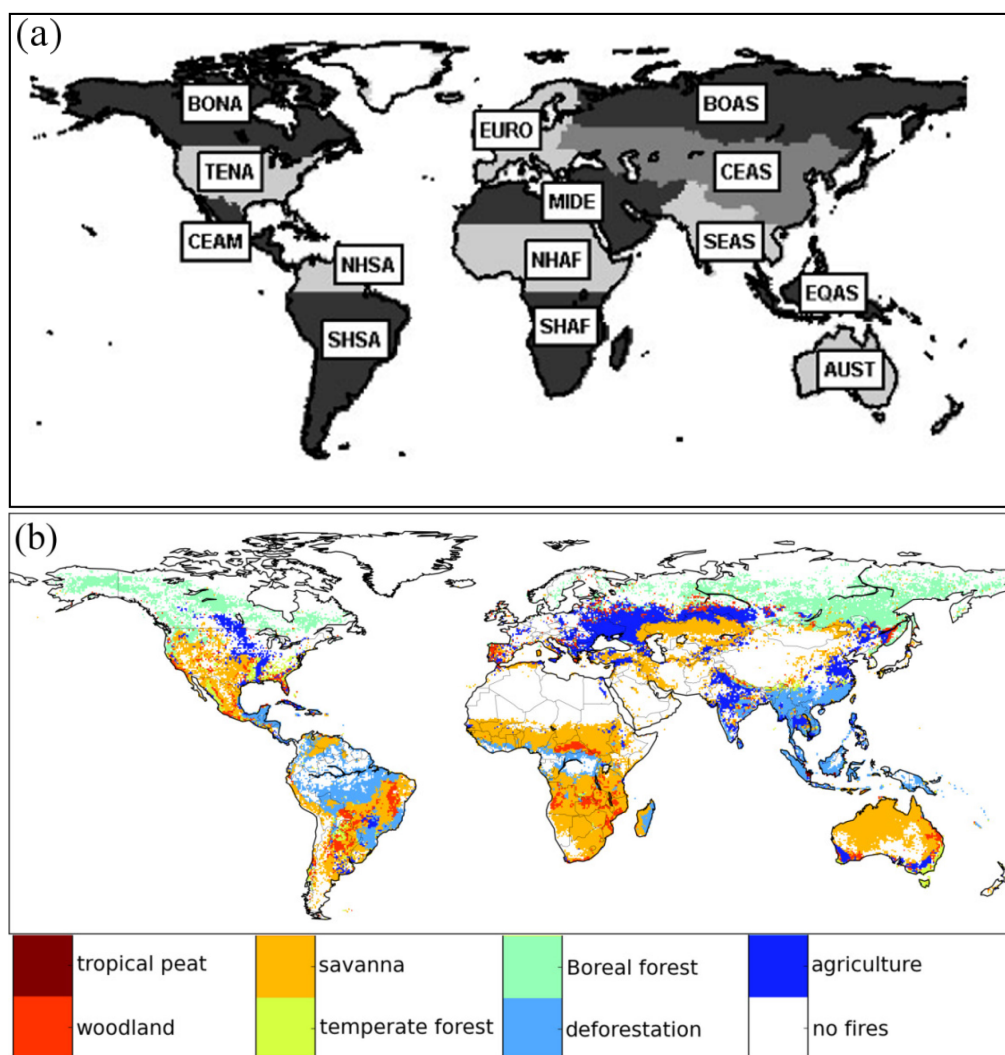 (a)
BONA
BOAS
EURO
TENA
CEAS
MIDE
CEAM
SEAS
NHSA
NHAF
EQAS
SHSA
SHAF
AUST
(b)
tropical peat
savanna
Boreal forest
agriculture
woodland
temperate forest
deforestation
no fires